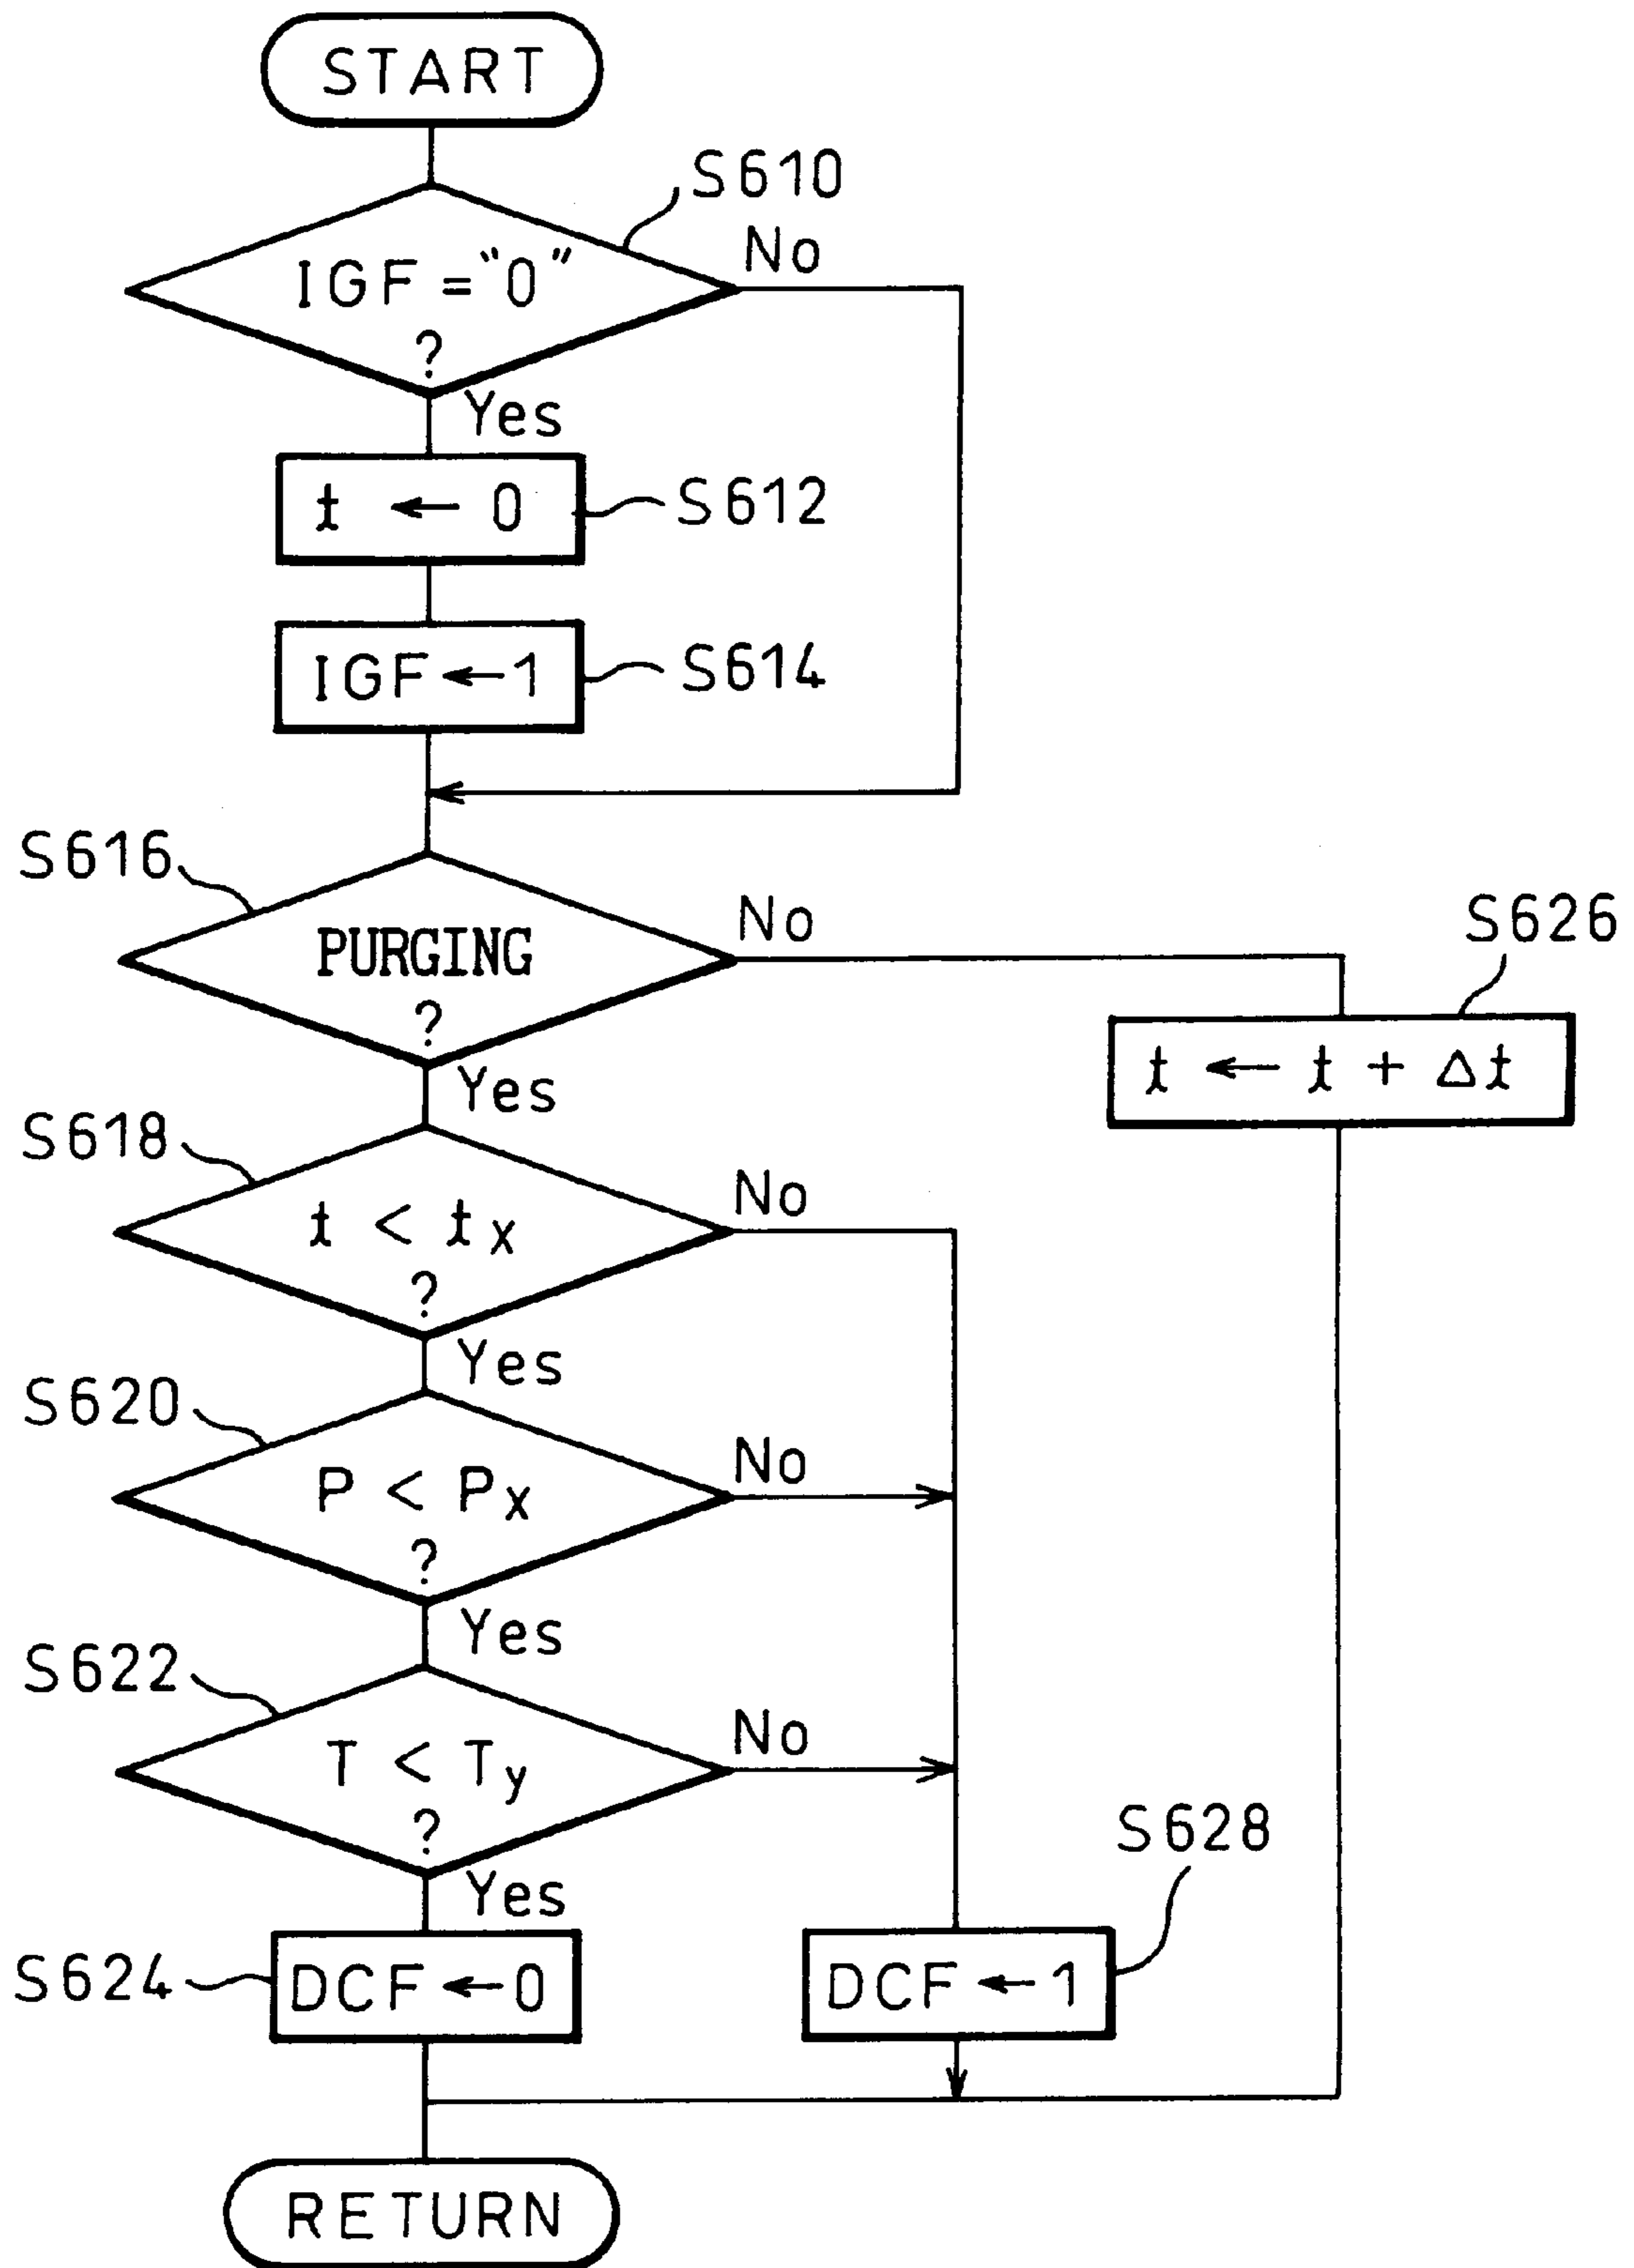 START
S610
No
IGF = "0"
?
Yes
t ← 0
S612
IGF ← 1
S614
S616
No
PURGING
?
Yes
S626
t ← t + Δt
S618
No
t < tx
?
Yes
S620
No
P < Px
?
Yes
S622
No
T < Ty
?
Yes
S628
S624
DCF ← 0
DCF ← 1
RETURN